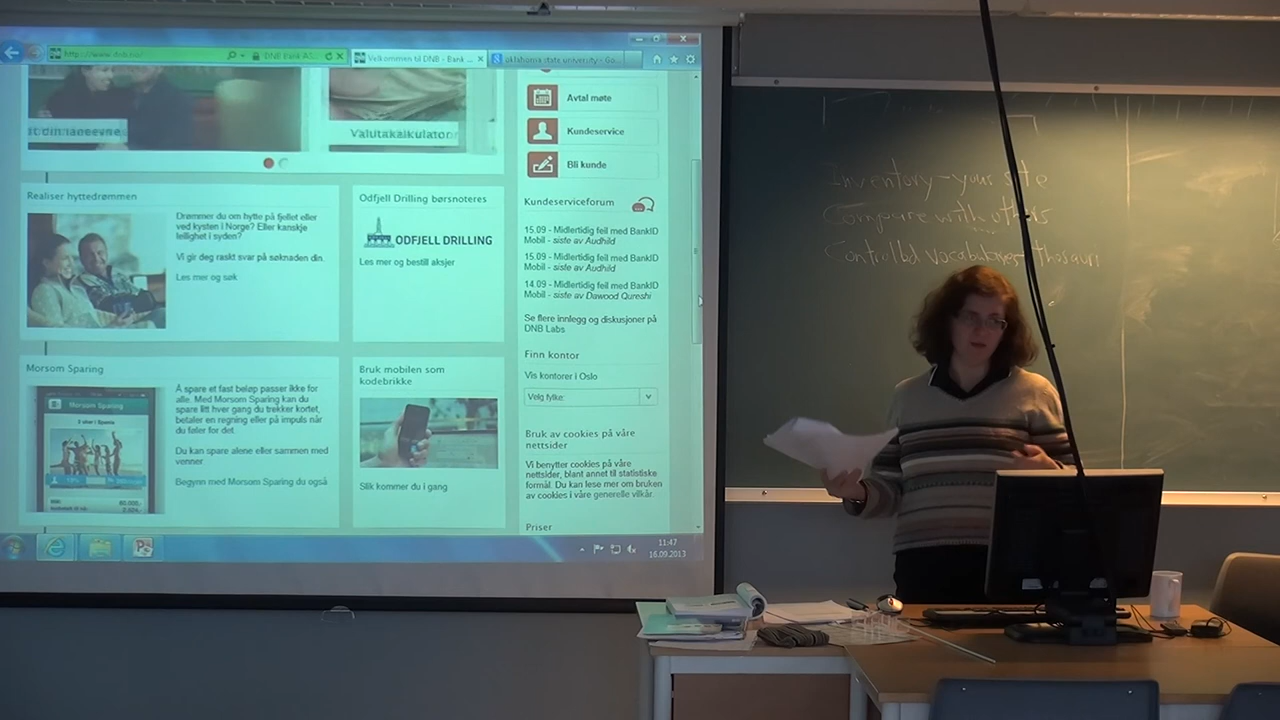 http://www.dnb.no/
DNB Bank AS...
Velkommen til DNB - Bank ...
oklahoma state university - Go...
Valutakalkulator
Avtal møte
Kundeservice
Bli kunde
Realiser hyttedrømmen
Drømmer du om hytte på fjellet eller
ved kysten i Norge? Eller kanskje
leilighet i syden?
Vi gir deg raskt svar på søknaden din.
Les mer og søk
Odfjell Drilling børsnoteres
ODFJELL DRILLING
Les mer og bestill aksjer
Kundeserviceforum
15.09 - Midlertidig feil med BankID
Mobil - siste av Audhild
15.09 - Midlertidig feil med BankID
Mobil - siste av Audhild
14.09 - Midlertidig feil med BankID
Mobil - siste av Dawood Qureshi
Se flere innlegg og diskusjoner på
DNB Labs
Finn kontor
Vis kontorer i Oslo
Velg fylke:
Morsom Sparing
Morsom Sparing
Å spare et fast beløp passer ikke for
alle. Med Morsom Sparing kan du
spare litt hver gang du trekker kortet,
betaler en regning eller på impuls når
du føler for det
Du kan spare alene eller sammen med
venner
Begynn med Morsom Sparing du også
Bruk mobilen som
kodebrikke
Slik kommer du i gang
Bruk av cookies på våre
nettsider
Vi benytter cookies på våre
nettsider, blant annet til statistiske
formål. Du kan lese mer om bruken
av cookies i våre generelle vilkår.
Priser
11:47
16.09.2013
Inventory - your site
Compare with others
Controlled vocabularies - thosauri